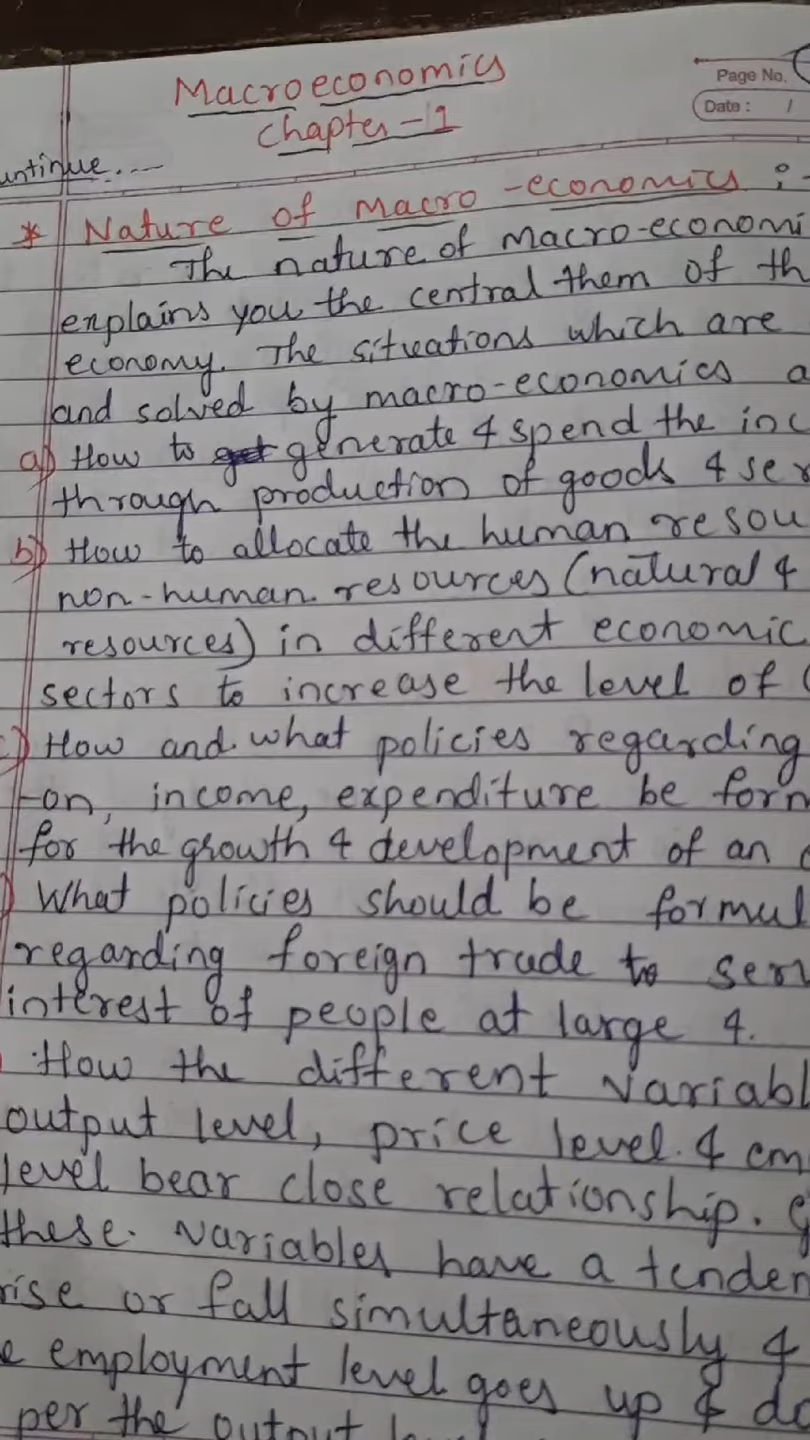 Macroeconomics
Chapter-1
Page No.
Date : /
untinue....
* Nature of Macro-economics :-
The nature of macro-economi
explains you the central them of th
economy. The situations which are
and solved by macro-economics a
a) How to generate & spend the inc
through production of goods & ser
b) How to allocate the human resou
non-human resources (natural &
resources) in different economic
sectors to increase the level of
c) How and what policies regarding
-on, income, expenditure be form
for the growth & development of an
) What policies should be formul
regarding foreign trade to serv
interest of people at large &.
How the different variabl
output level, price level & em
level bear close relationship.
these variables have a tenden
rise or fall simultaneously &
e employment level goes up & do
per the output